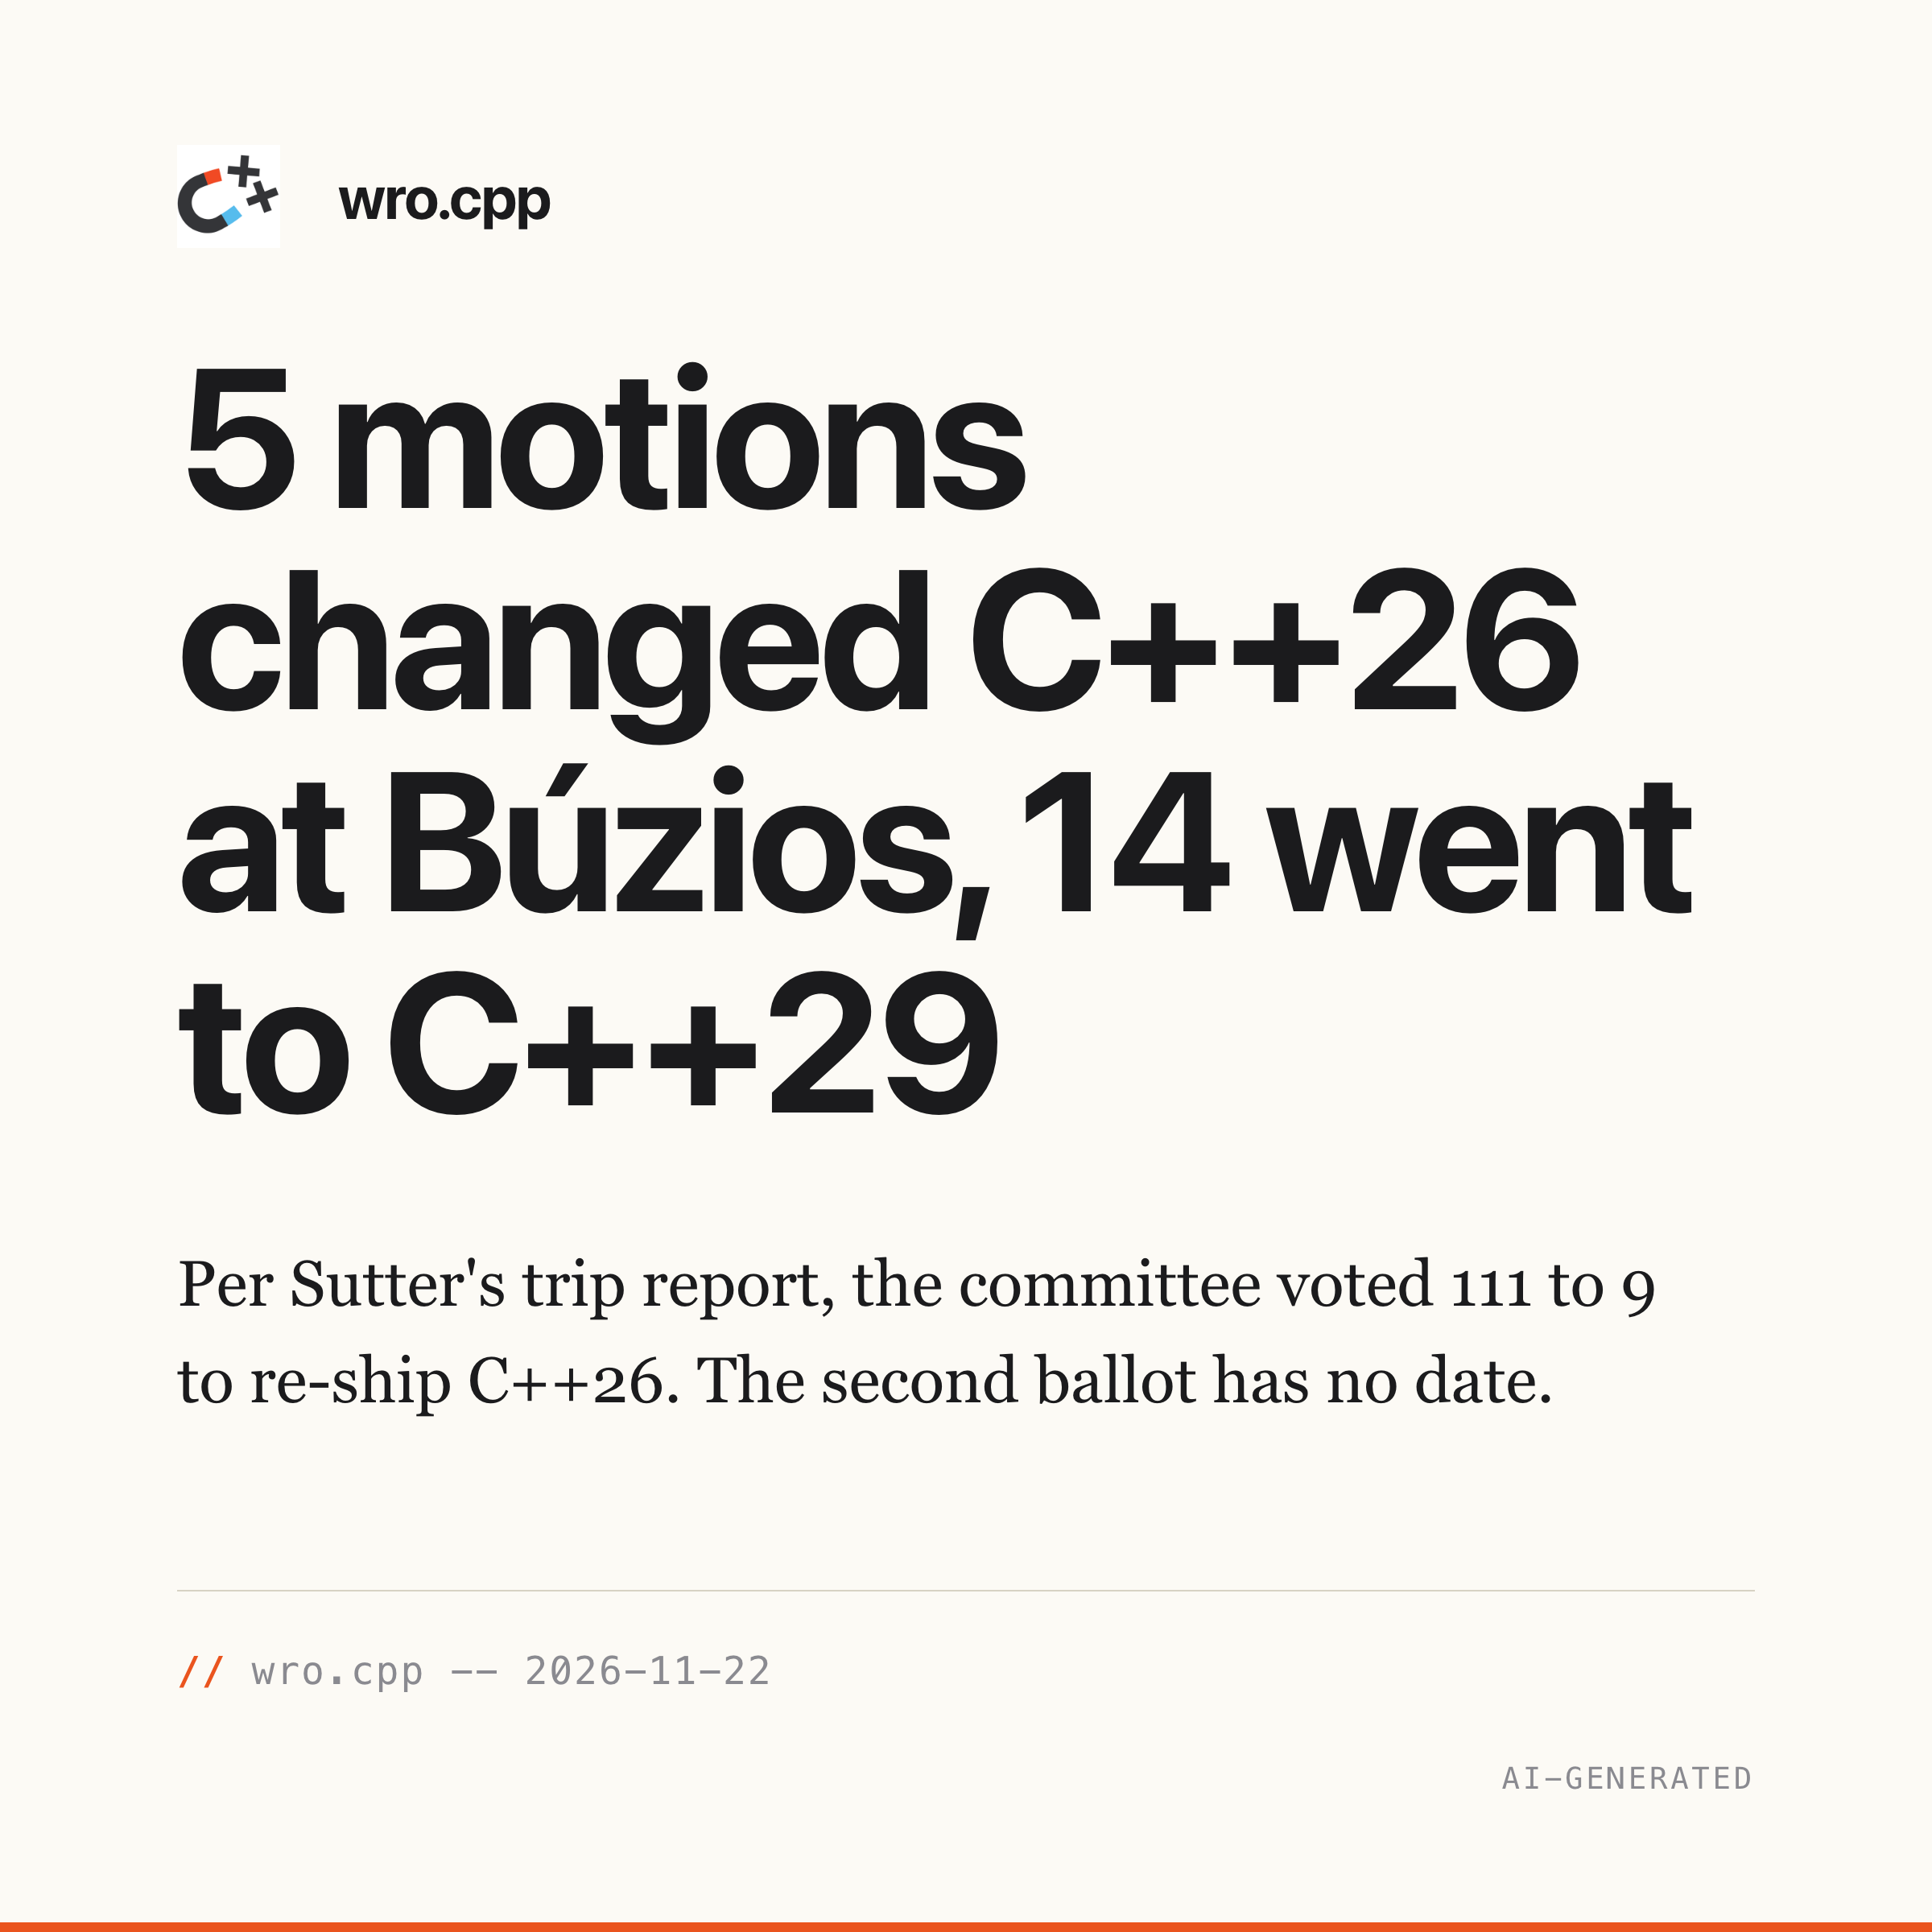 wro.cpp
5 motions
changed C++26
at Búzios, 14 went
to C++29
Per Sutter's trip report, the committee voted 111 to 9
to re-ship C++26. The second ballot has no date.
// wro.cpp -- 2026-11-22
AI-GENERATED